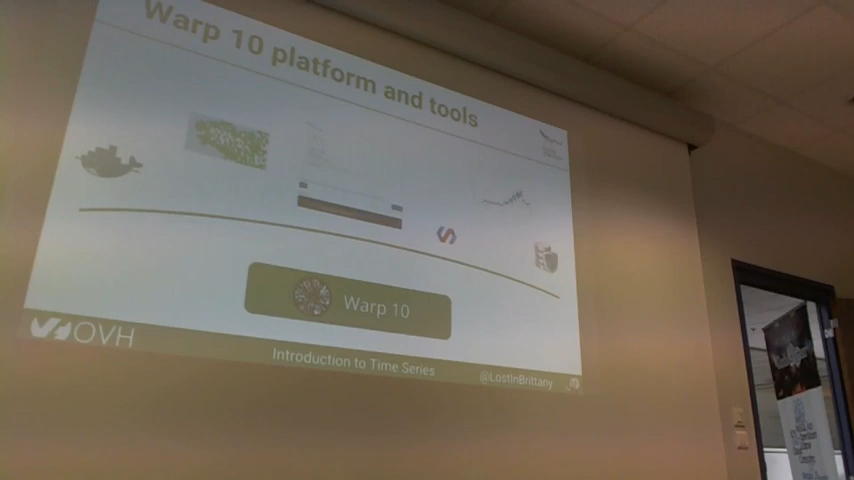 Warp 10 platform and tools
Warp 10
OVH
Introduction to Time Series
@LostInBrittany